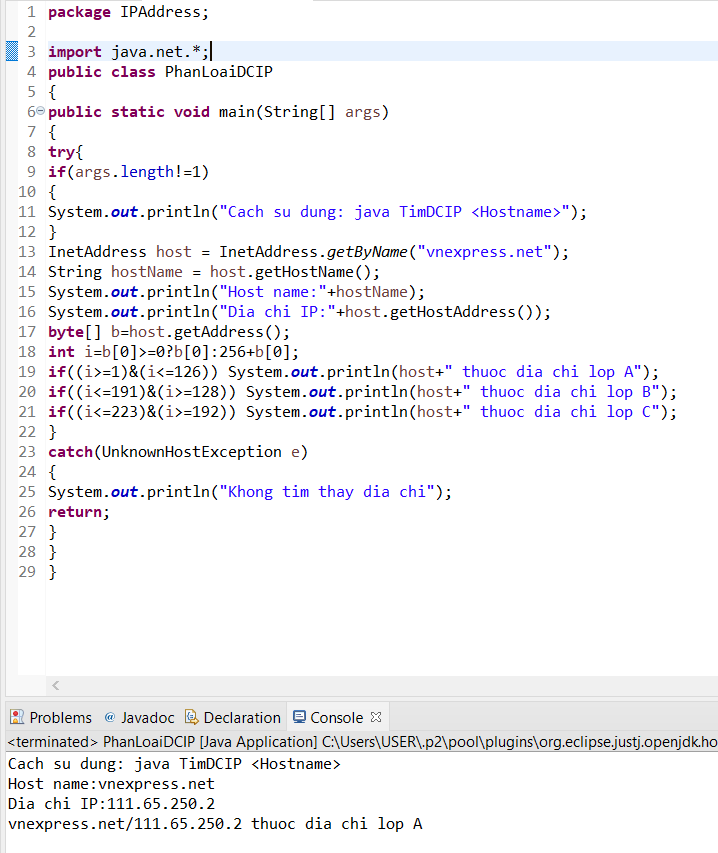 1 package IPAddress;
2
3 import java.net.*;
4 public class PhanLoaiDCIP
5 {
6 public static void main(String[] args)
7 {
8 try{
9 if(args.length!=1)
10 {
11 System.out.println("Cach su dung: java TimDCIP <Hostname>");
12 }
13 InetAddress host = InetAddress.getByName("vnexpress.net");
14 String hostName = host.getHostName();
15 System.out.println("Host name:"+hostName);
16 System.out.println("Dia chi IP:"+host.getHostAddress());
17 byte[] b=host.getAddress();
18 int i=b[0]>=0?b[0]:256+b[0];
19 if((i>=1)&(i<=126)) System.out.println(host+" thuoc dia chi lop A");
20 if((i<=191)&(i>=128)) System.out.println(host+" thuoc dia chi lop B");
21 if((i<=223)&(i>=192)) System.out.println(host+" thuoc dia chi lop C");
22 }
23 catch(UnknownHostException e)
24 {
25 System.out.println("Khong tim thay dia chi");
26 return;
27 }
28 }
29 }
Problems @ Javadoc Declaration Console
<terminated> PhanLoaiDCIP [Java Application] C:\Users\USER\.p2\pool\plugins\org.eclipse.justj.openjdk.ho
Cach su dung: java TimDCIP <Hostname>
Host name:vnexpress.net
Dia chi IP:111.65.250.2
vnexpress.net/111.65.250.2 thuoc dia chi lop A